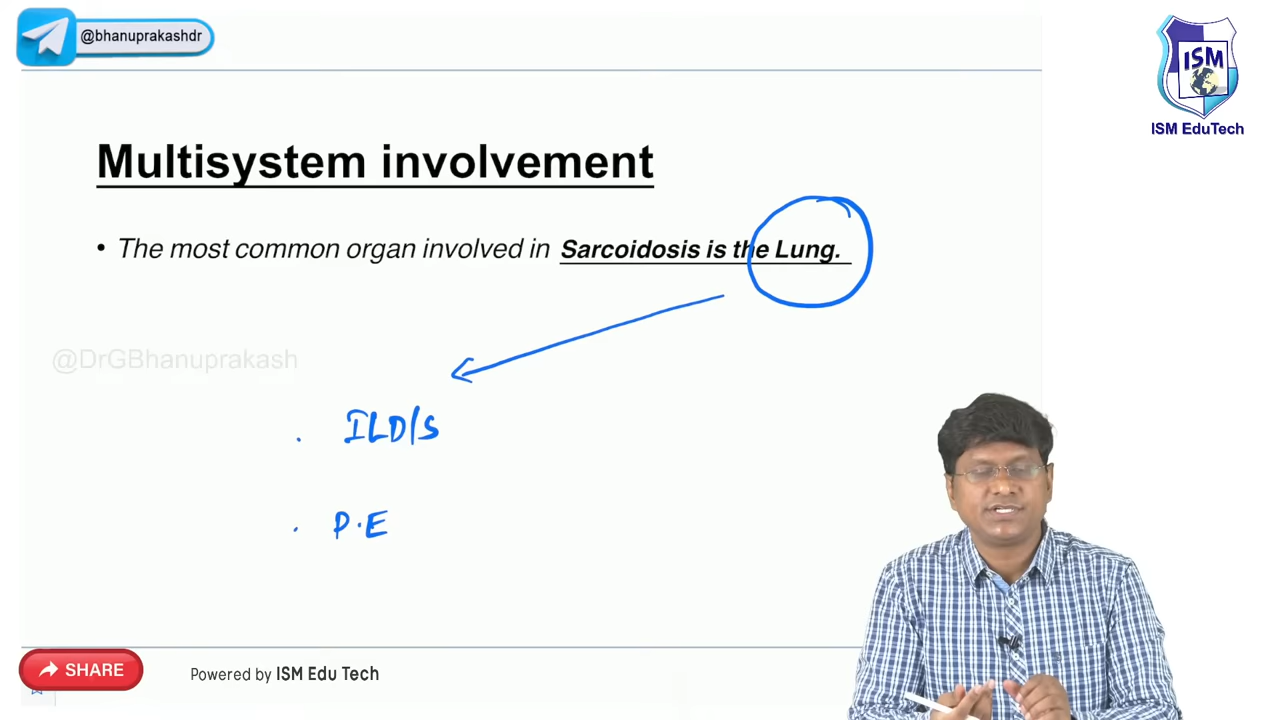 @bhanuprakashdr
ISM
ISM EduTech
Multisystem involvement
• The most common organ involved in Sarcoidosis is the Lung.
@DrGBhanuprakash
. ILD/s
. P.E
SHARE
Powered by ISM Edu Tech